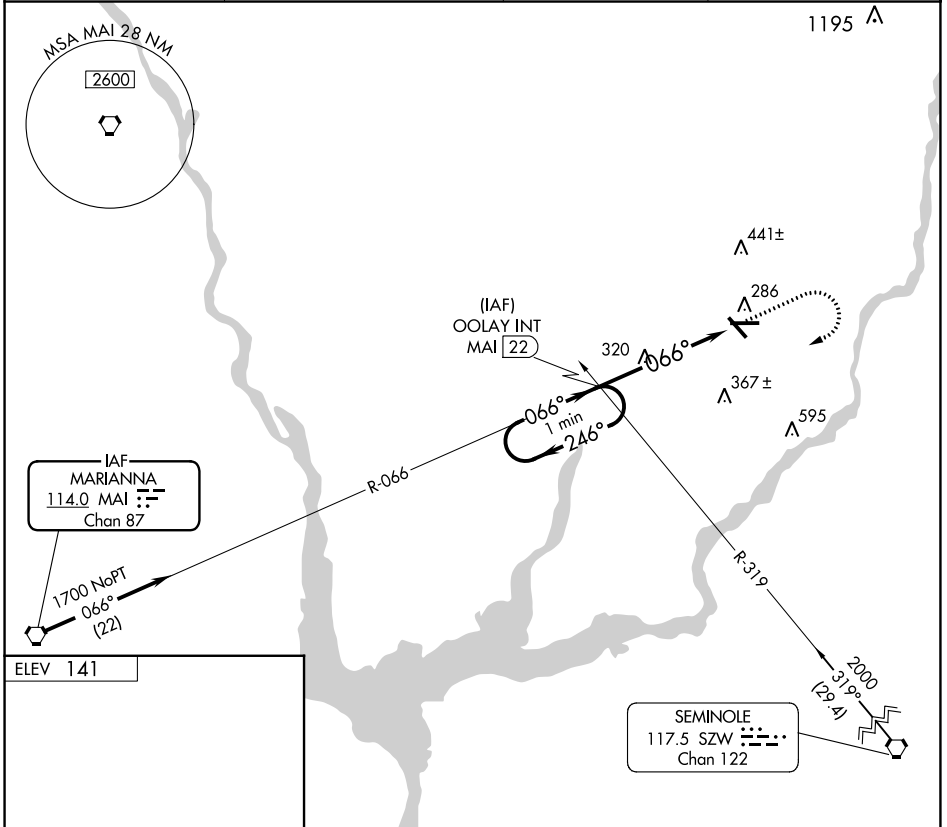 1195
MSA MAI 28 NM
2600
441±
286
(IAF)
OOLAY INT
MAI 22
320
066°
367±
066°
1 min
246°
595
R-066
IAF
MARIANNA
114.0 MAI
Chan 87
R-319
1700 NoPT
066°
(22)
ELEV 141
2000
319°
(29.4)
SEMINOLE
117.5 SZW
Chan 122